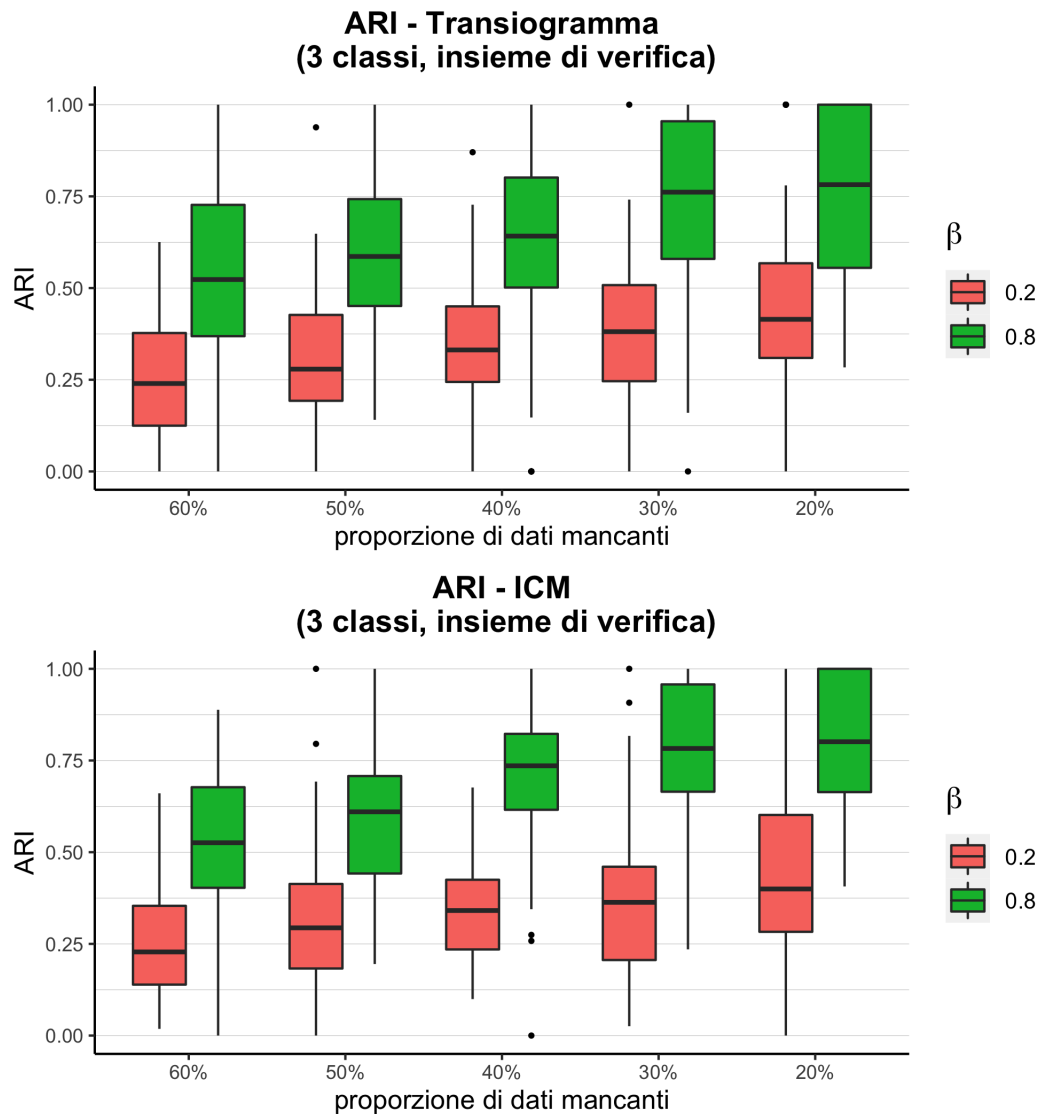 ARI - Transiogramma
(3 classi, insieme di verifica)
1.00
0.75
0.50
0.25
0.00
ARI
60%
50%
40%
30%
20%
proporzione di dati mancanti
β
0.2
0.8
ARI - ICM
(3 classi, insieme di verifica)
1.00
0.75
0.50
0.25
0.00
ARI
60%
50%
40%
30%
20%
proporzione di dati mancanti
β
0.2
0.8